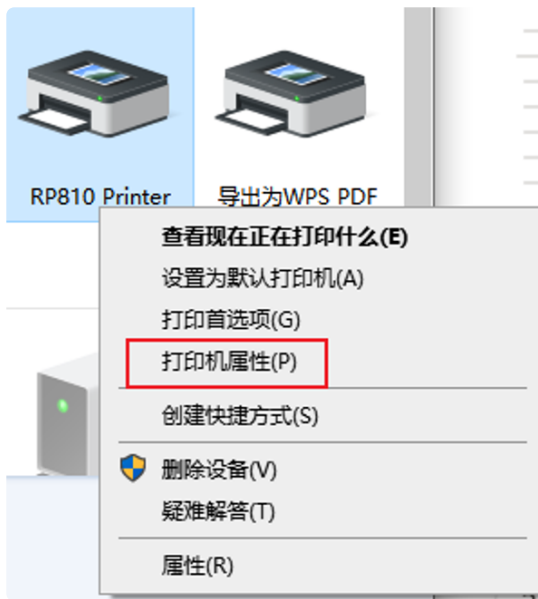 RP810 Printer
导出为WPS PDF
查看现在正在打印什么(E)
设置为默认打印机(A)
打印首选项(G)
打印机属性(P)
创建快捷方式(S)
删除设备(V)
疑难解答(T)
属性(R)